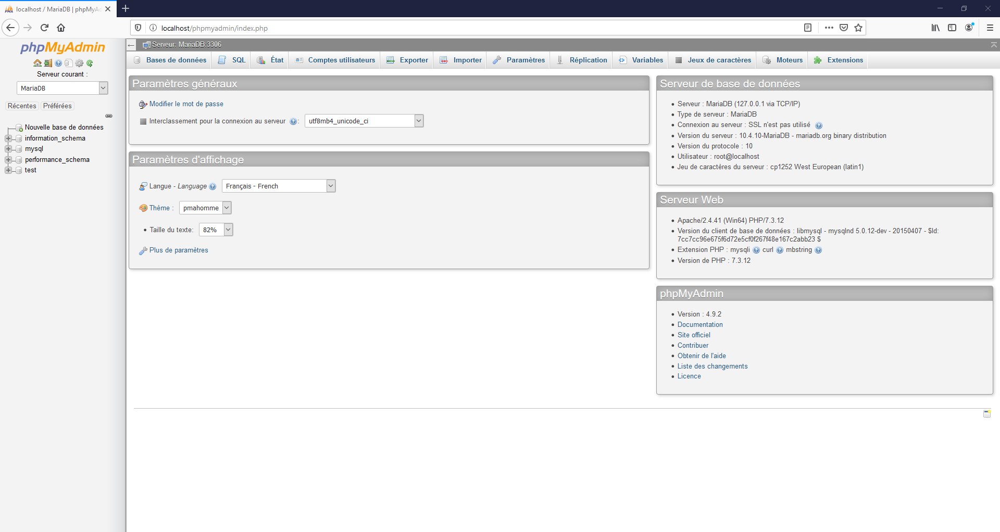 localhost / MariaDB | phpMyAd
localhost/phpmyadmin/index.php
phpMyAdmin
Serveur courant :
MariaDB
Récentes Préférées
Nouvelle base de données
information_schema
mysql
performance_schema
test
Serveur: MariaDB:3306
Bases de données SQL État Comptes utilisateurs Exporter Importer Paramètres Réplication Variables Jeux de caractères Moteurs Extensions
Paramètres généraux
Modifier le mot de passe
Interclassement pour la connexion au serveur : utf8mb4_unicode_ci
Paramètres d'affichage
Langue - Language Français - French
Thème : pmahomme
Taille du texte: 82%
Plus de paramètres
Serveur de base de données
Serveur : MariaDB (127.0.0.1 via TCP/IP)
Type de serveur : MariaDB
Connexion au serveur : SSL n'est pas utilisé
Version du serveur : 10.4.10-MariaDB - mariadb.org binary distribution
Version du protocole : 10
Utilisateur : root@localhost
Jeu de caractères du serveur : cp1252 West European (latin1)
Serveur Web
Apache/2.4.41 (Win64) PHP/7.3.12
Version du client de base de données : libmysql - mysqlnd 5.0.12-dev - 20150407 - $Id:
7cc7cc96e675f6d72e5cf0f267f48e167c2abb23 $
Extension PHP : mysqli curl mbstring
Version de PHP : 7.3.12
phpMyAdmin
Version : 4.9.2
Documentation
Site officiel
Contribuer
Obtenir de l'aide
Liste des changements
Licence